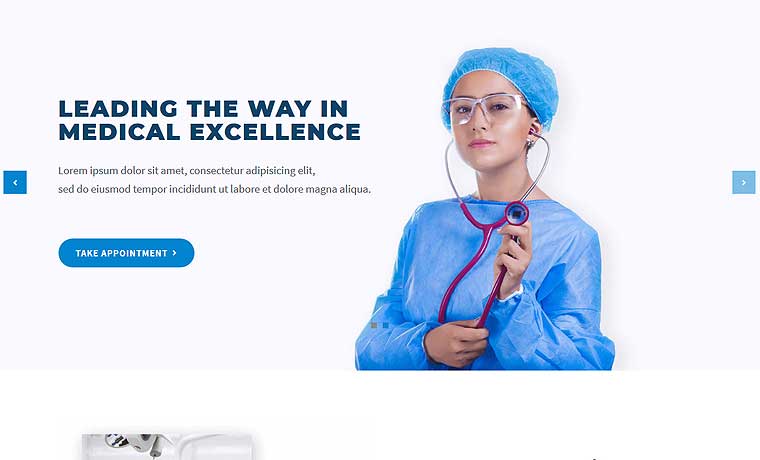 LEADING THE WAY IN
MEDICAL EXCELLENCE
Lorem ipsum dolor sit amet, consectetur adipisicing elit,
sed do eiusmod tempor incididunt ut labore et dolore magna aliqua.
TAKE APPOINTMENT